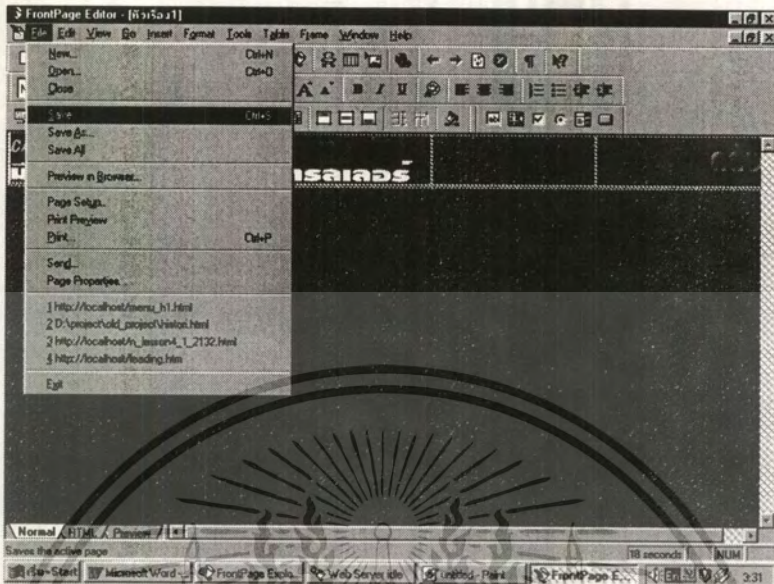 FrontPage Editor - [หัวเรื่อง1]
File Edit View Go Insert Format Tools Table Frame Window Help
New... Ctrl+N
Open... Ctrl+O
Close
Save Ctrl+S
Save As...
Save All
Preview in Browser...
Page Setup...
Print Preview
Print... Ctrl+P
Send...
Page Properties...
1 http://localhost/menu_h1.html
2 D:\project\old_project\histori.html
3 http://localhost/n_lesson4_1_2132.html
4 http://localhost/leading.htm
Exit
Normal HTML Preview
Saves the active page
18 seconds NUM
Start Microsoft Word - FrontPage Explo... Web Server idle untitled - Paint FrontPage E... En 3:31